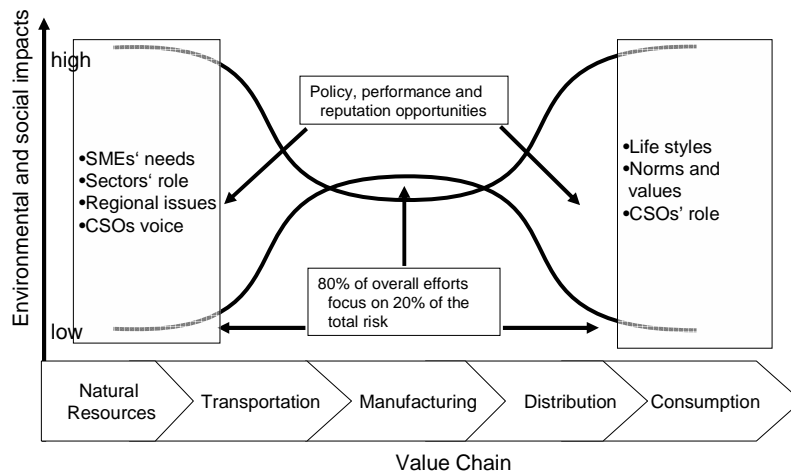 Environmental and social impacts
high
low
•SMEs‘ needs
•Sectors‘ role
•Regional issues
•CSOs voice
Policy, performance and
reputation opportunities
80% of overall efforts
focus on 20% of the
total risk
•Life styles
•Norms and
values
•CSOs’ role
Natural
Resources
Transportation
Manufacturing
Distribution
Consumption
Value Chain